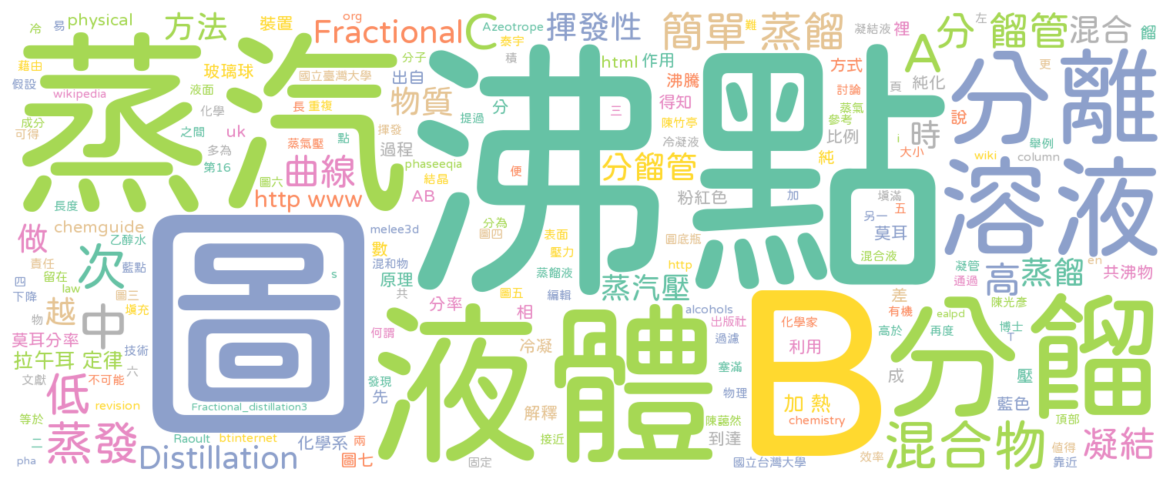 冷 易 physical 方法 裝置 org Fractional C Azeotrope 揮發性 簡單 蒸餾 難 凝結液 裡 左 分 餾管 混合 餾
蒸汽 沸點 分離
藉由 玻璃球 分子 泰宇 積 html 作用 沸騰 方式 頁 A 更
假設 國立臺灣大學 出自 液面 物質 得知 討論 純化
wikipedia 長 重複 分 提過 三 陳竹亭 蒸氣 參考 時
成分 化學 uk 點 冷凝液 比例 i 說 溶液
可得 之間 蒸氣壓 揮發 過程 phaseeqia 分餾管 純 大小 wiki 舉例
第16 多為 曲線 結晶 便 column
圖六 AB 粉紅色 加 填滿 五
長度 http www 另一
做 chemguide 乙醇水 melee3d 分為 圖四 表面 圓底瓶 莫耳 en
次 藍點 數 壓力 混合液 凝管 共沸物
責任 留在 s 混和物 http 蒸汽壓 高 蒸餾 通過
四 law 原理 蒸餾液 編輯
下降 圖三 圖 共 圖五 差 陳光彥
越 中 填充 分率 相 alcohols B 有機
物 何謂 液體 出版社 化學家 高於 ealpd 再度 博士 T
莫耳分率 技術 過濾 利用 分餾
拉午耳 定律 冷凝 成 壓
文獻 不可能 六 發現 塞滿
低 先 物理 藍色
revision 解釋 加 熱 頂部
等於 Fractional_distillation3 陳藹然 chemistry
二 Raoult btinternet 化學系 兩 接近 到達 混合物 值得 凝結
pha 蒸發 Distillation 圖七 固定 國立台灣大學 效率 靠近